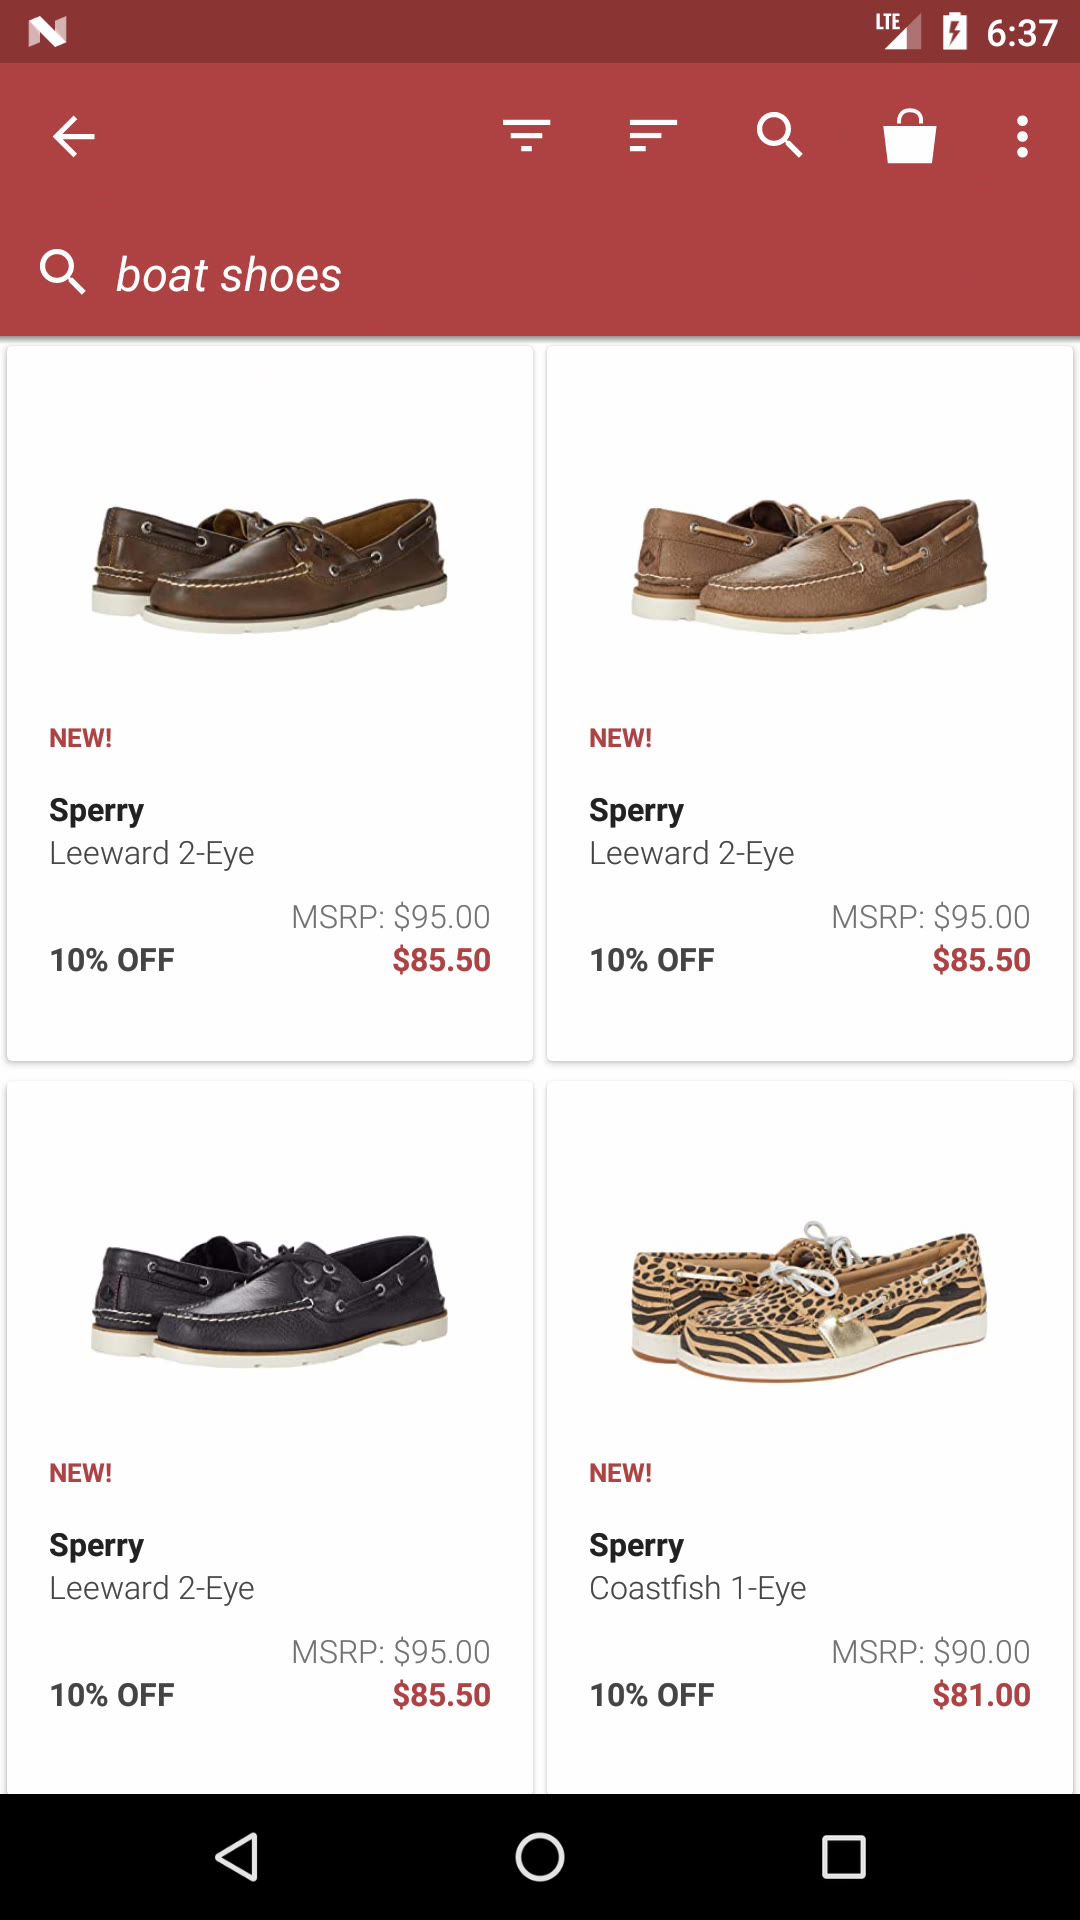 LTE 6:37
boat shoes
NEW!
Sperry
Leeward 2-Eye
MSRP: $95.00
10% OFF $85.50
NEW!
Sperry
Leeward 2-Eye
MSRP: $95.00
10% OFF $85.50
NEW!
Sperry
Leeward 2-Eye
MSRP: $95.00
10% OFF $85.50
NEW!
Sperry
Coastfish 1-Eye
MSRP: $90.00
10% OFF $81.00